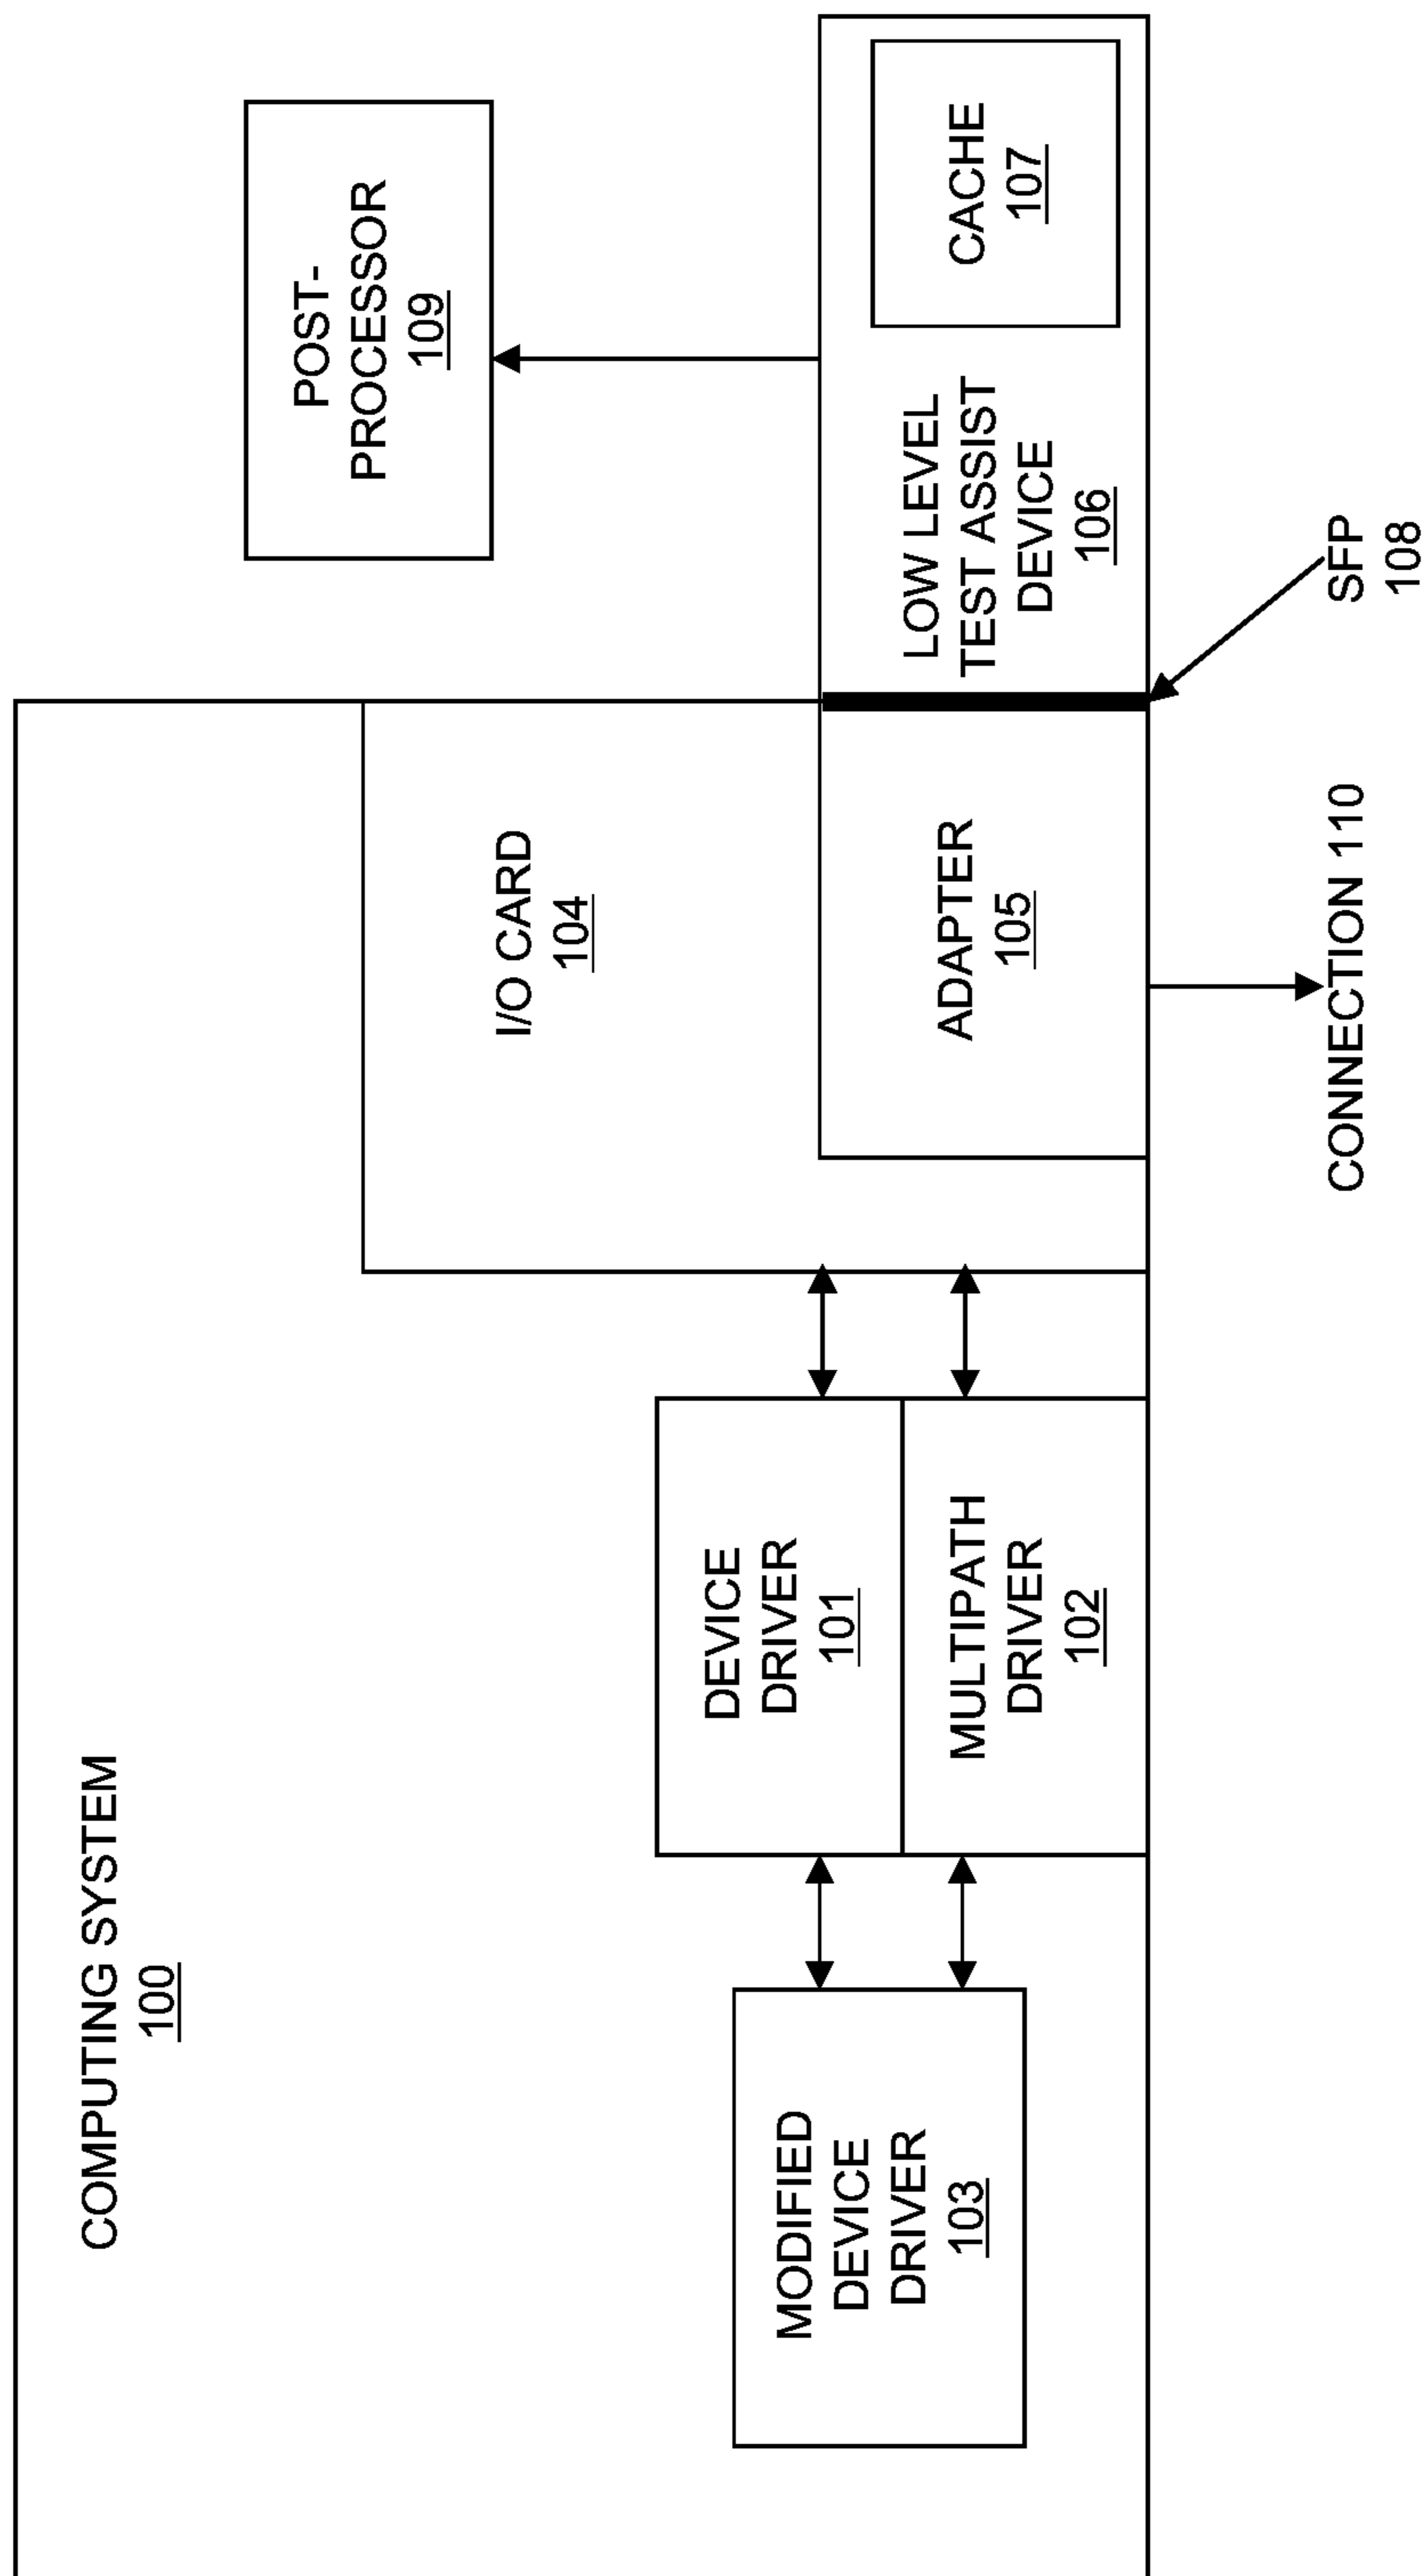 COMPUTING SYSTEM
100
MODIFIED
DEVICE
DRIVER
103
DEVICE
DRIVER
101
MULTIPATH
DRIVER
102
I/O CARD
104
ADAPTER
105
CONNECTION 110
POST-
PROCESSOR
109
LOW LEVEL
TEST ASSIST
DEVICE
106
CACHE
107
SFP
108